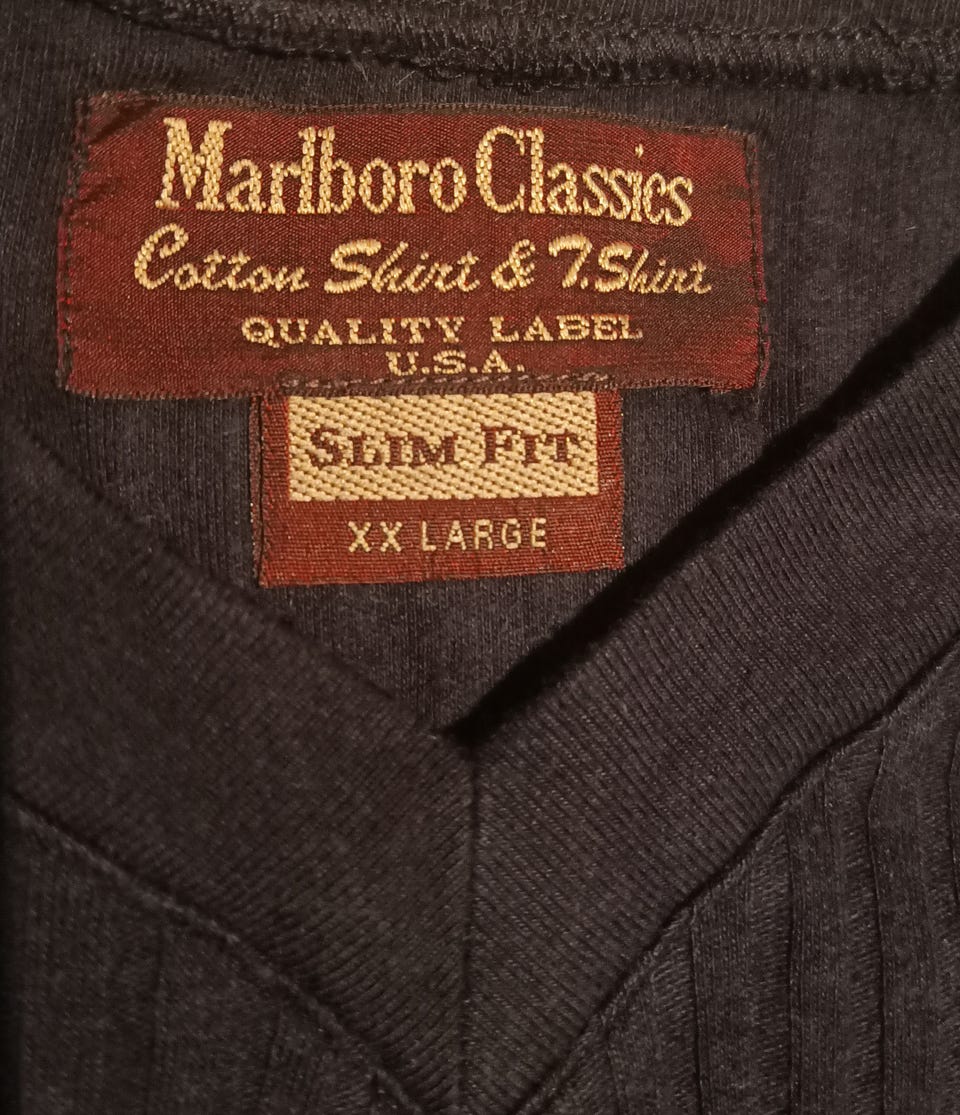 Marlboro Classics
Cotton Shirt & T.Shirt
QUALITY LABEL
U.S.A.
SLIM FIT
XX LARGE